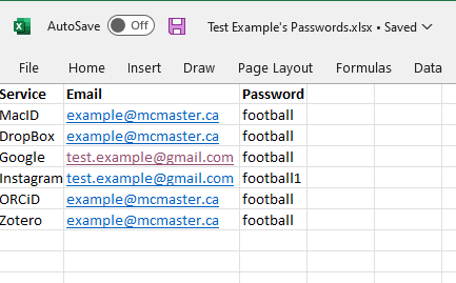 AutoSave Off Test Example's Passwords.xlsx • Saved
File Home Insert Draw Page Layout Formulas Data
Service Email Password
MacID example@mcmaster.ca football
DropBox example@mcmaster.ca football
Google test.example@gmail.com football
Instagram test.example@gmail.com football1
ORCiD example@mcmaster.ca football
Zotero example@mcmaster.ca football